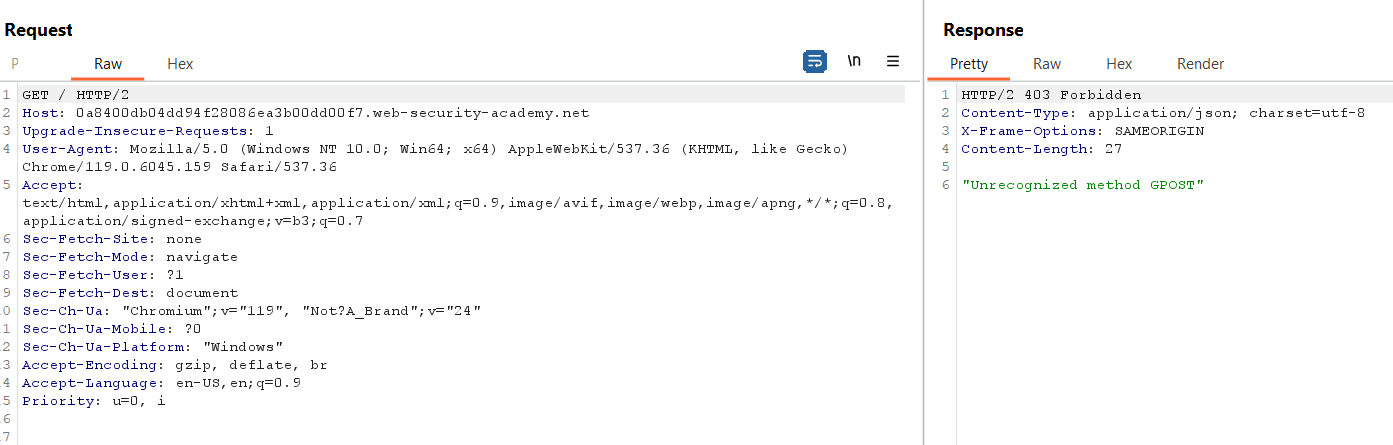 Request
Response
P
Raw
Hex
\n
Pretty
Raw
Hex
Render
1 GET / HTTP/2
2 Host: 0a8400db04dd94f28086ea3b00dd00f7.web-security-academy.net
3 Upgrade-Insecure-Requests: 1
4 User-Agent: Mozilla/5.0 (Windows NT 10.0; Win64; x64) AppleWebKit/537.36 (KHTML, like Gecko)
Chrome/119.0.6045.159 Safari/537.36
5 Accept:
text/html,application/xhtml+xml,application/xml;q=0.9,image/avif,image/webp,image/apng,*/*;q=0.8,
application/signed-exchange;v=b3;q=0.7
6 Sec-Fetch-Site: none
7 Sec-Fetch-Mode: navigate
8 Sec-Fetch-User: ?1
9 Sec-Fetch-Dest: document
0 Sec-Ch-Ua: "Chromium";v="119", "Not?A_Brand";v="24"
1 Sec-Ch-Ua-Mobile: ?0
2 Sec-Ch-Ua-Platform: "Windows"
3 Accept-Encoding: gzip, deflate, br
4 Accept-Language: en-US,en;q=0.9
5 Priority: u=0, i
6
7
1 HTTP/2 403 Forbidden
2 Content-Type: application/json; charset=utf-8
3 X-Frame-Options: SAMEORIGIN
4 Content-Length: 27
5
6 "Unrecognized method GPOST"